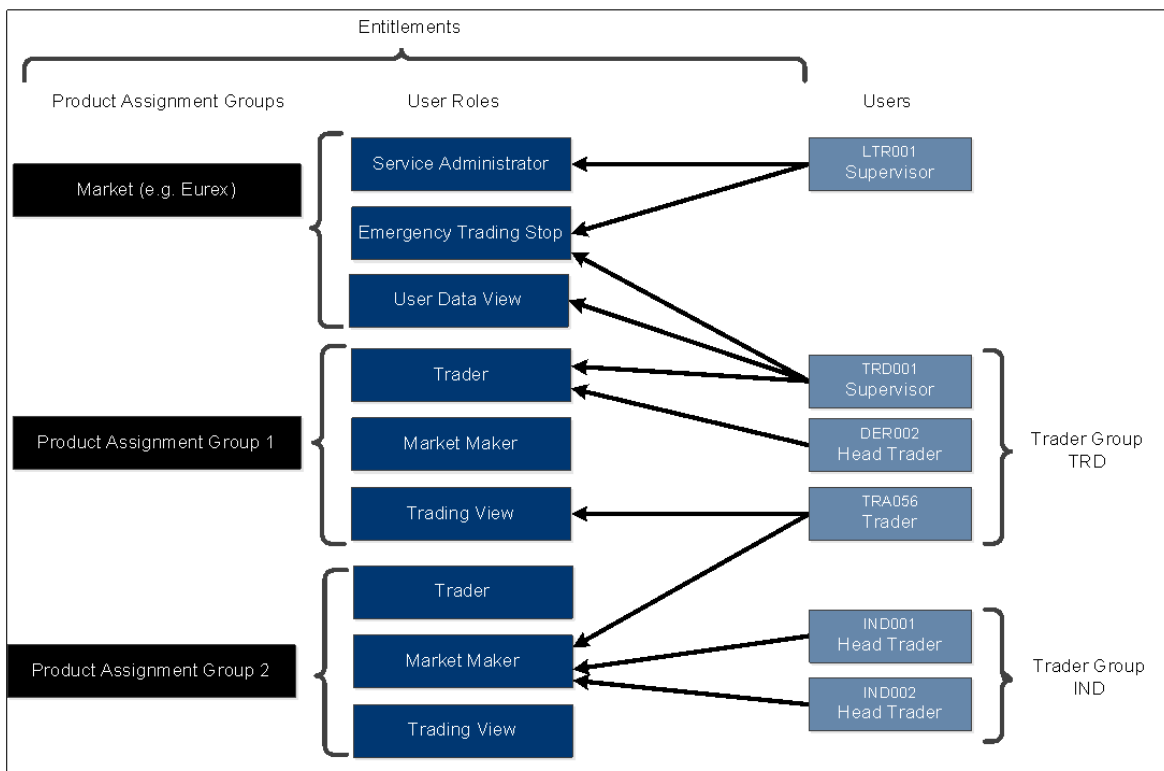 Entitlements
Product Assignment Groups
User Roles
Users
Market (e.g. Eurex)
Service Administrator
Emergency Trading Stop
User Data View
LTR001
Supervisor
Product Assignment Group 1
Trader
Market Maker
Trading View
TRD001
Supervisor
DER002
Head Trader
TRA056
Trader
Trader Group
TRD
Product Assignment Group 2
Trader
Market Maker
Trading View
IND001
Head Trader
IND002
Head Trader
Trader Group
IND